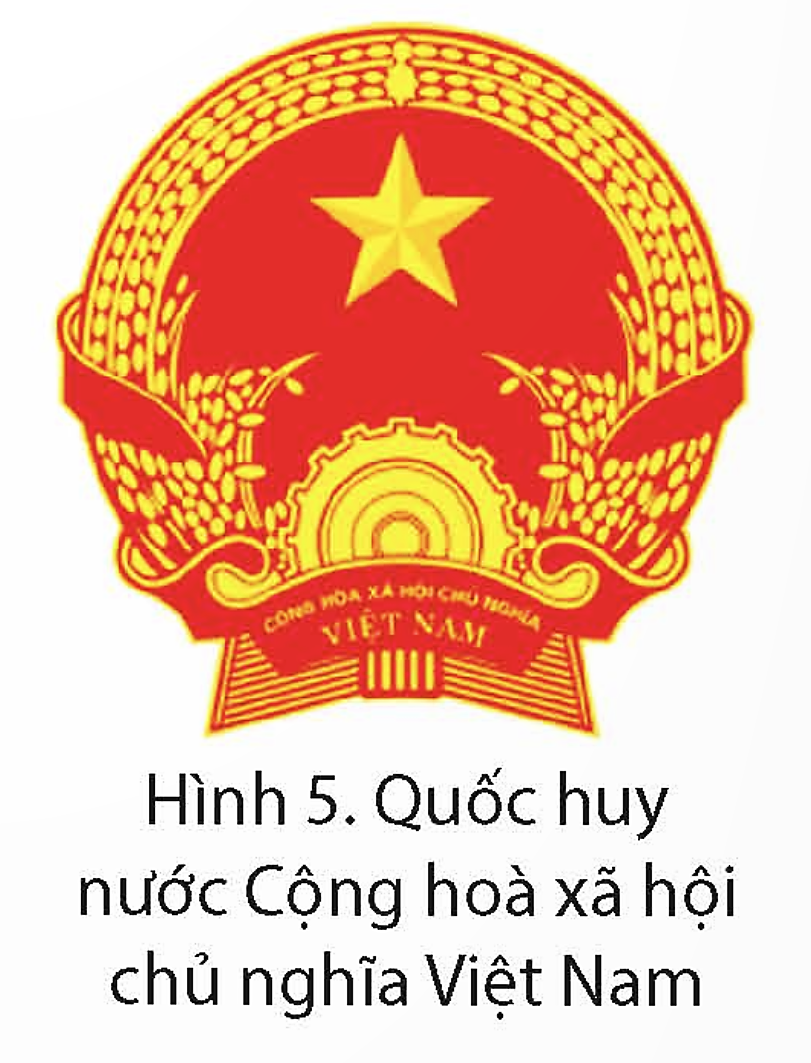 CỘNG HÒA XÃ HỘI CHỦ NGHĨA
VIỆT NAM
Hình 5. Quốc huy
nước Cộng hoà xã hội
chủ nghĩa Việt Nam